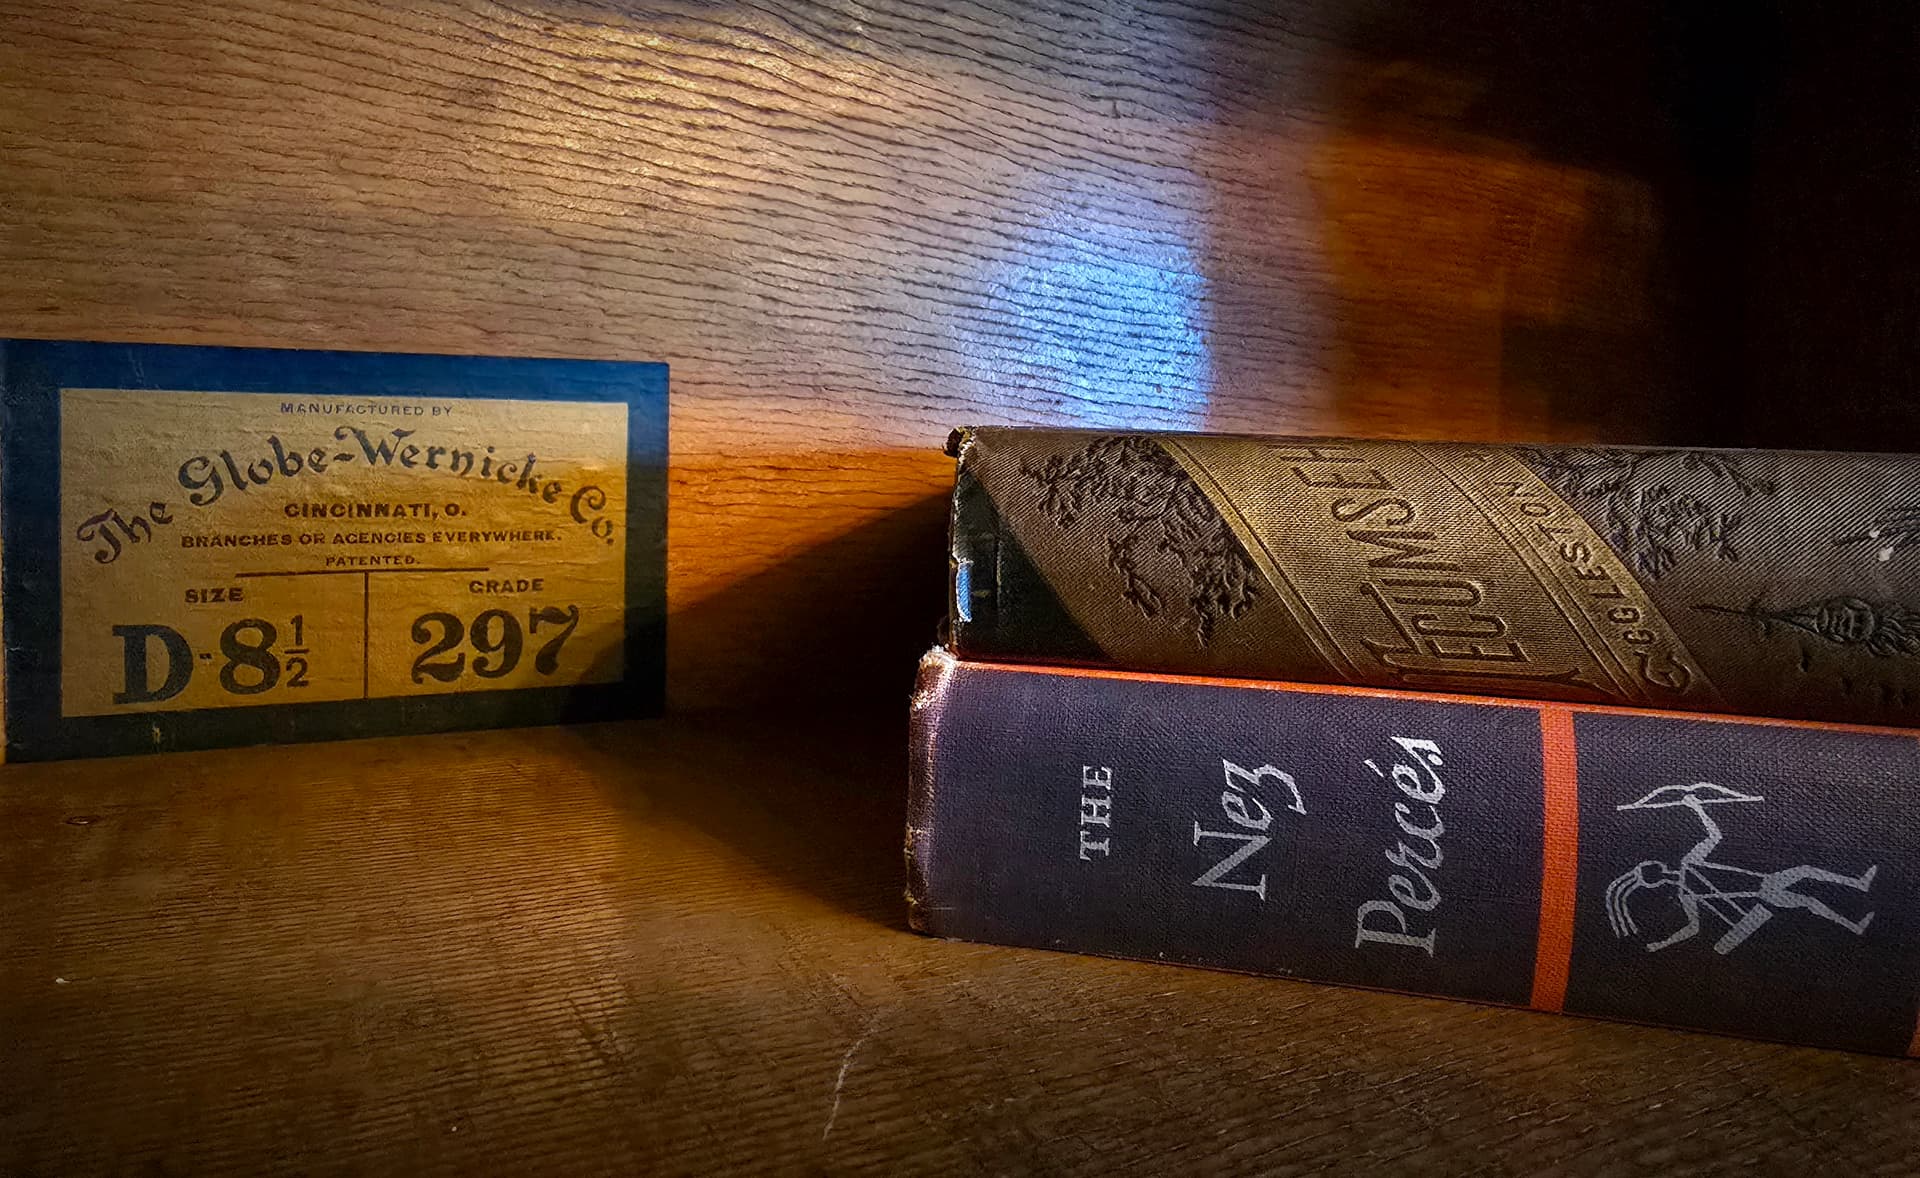 MANUFACTURED BY
The Globe-Wernicke Co.
CINCINNATI, O.
BRANCHES OR AGENCIES EVERYWHERE.
PATENTED.
SIZE
D-8½
GRADE
297
TECUMSEH
EGGLESTON
THE
Nez
Percés